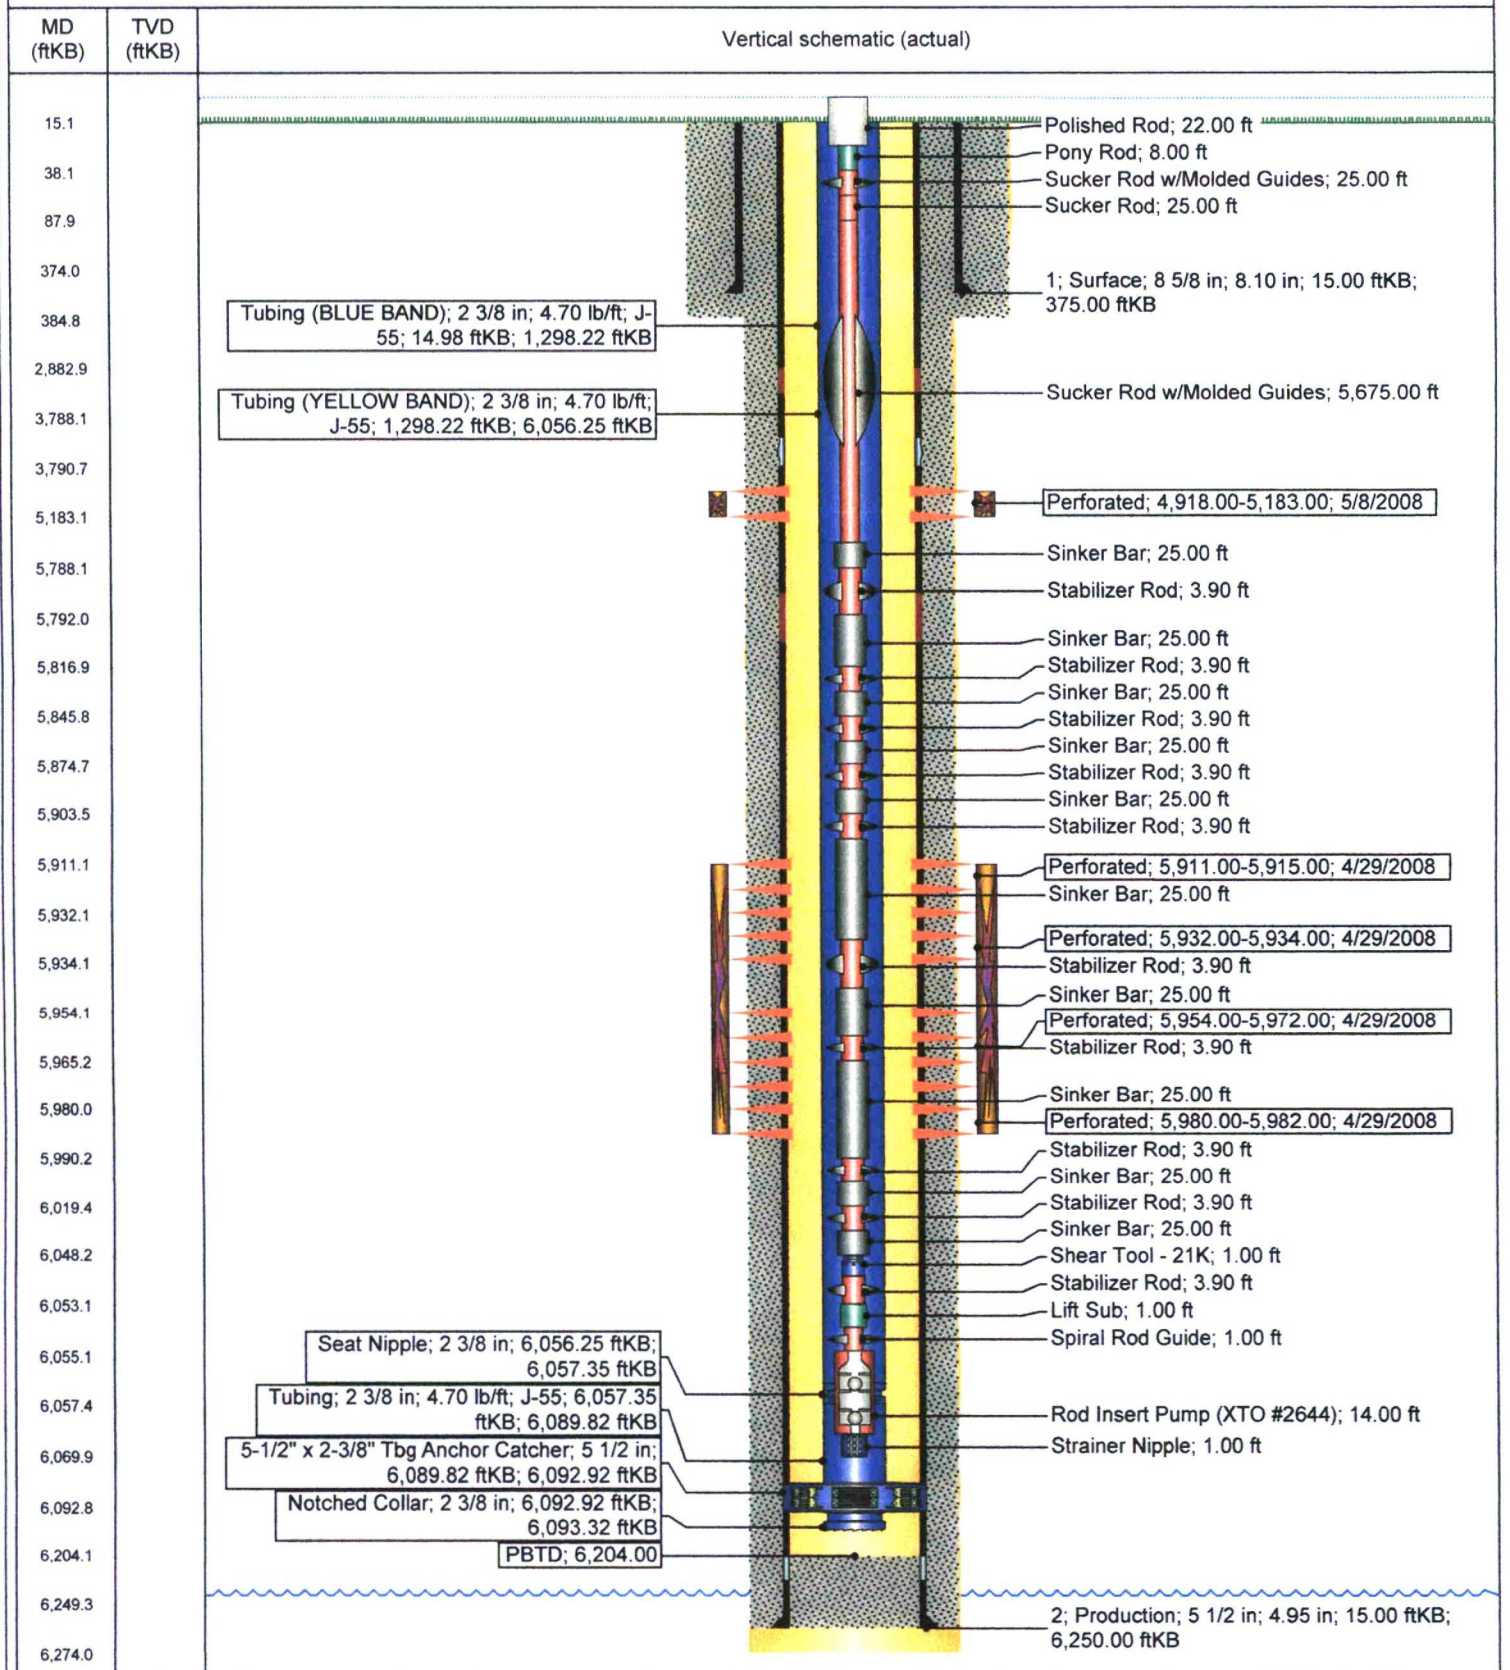 MD
(ftKB)
TVD
(ftKB)
Vertical schematic (actual)
15.1
38.1
87.9
374.0
384.8
2,882.9
3,788.1
3,790.7
5,183.1
5,788.1
5,792.0
5,816.9
5,845.8
5,874.7
5,903.5
5,911.1
5,932.1
5,934.1
5,954.1
5,965.2
5,980.0
5,990.2
6,019.4
6,048.2
6,053.1
6,055.1
6,057.4
6,069.9
6,092.8
6,204.1
6,249.3
6,274.0
Tubing (BLUE BAND); 2 3/8 in; 4.70 lb/ft; J-
55; 14.98 ftKB; 1,298.22 ftKB
Tubing (YELLOW BAND); 2 3/8 in; 4.70 lb/ft;
J-55; 1,298.22 ftKB; 6,056.25 ftKB
Seat Nipple; 2 3/8 in; 6,056.25 ftKB;
6,057.35 ftKB
Tubing; 2 3/8 in; 4.70 lb/ft; J-55; 6,057.35
ftKB; 6,089.82 ftKB
5-1/2" x 2-3/8" Tbg Anchor Catcher; 5 1/2 in;
6,089.82 ftKB; 6,092.92 ftKB
Notched Collar; 2 3/8 in; 6,092.92 ftKB;
6,093.32 ftKB
PBTD; 6,204.00
Polished Rod; 22.00 ft
Pony Rod; 8.00 ft
Sucker Rod w/Molded Guides; 25.00 ft
Sucker Rod; 25.00 ft
1; Surface; 8 5/8 in; 8.10 in; 15.00 ftKB;
375.00 ftKB
Sucker Rod w/Molded Guides; 5,675.00 ft
Perforated; 4,918.00-5,183.00; 5/8/2008
Sinker Bar; 25.00 ft
Stabilizer Rod; 3.90 ft
Sinker Bar; 25.00 ft
Stabilizer Rod; 3.90 ft
Sinker Bar; 25.00 ft
Stabilizer Rod; 3.90 ft
Sinker Bar; 25.00 ft
Stabilizer Rod; 3.90 ft
Sinker Bar; 25.00 ft
Stabilizer Rod; 3.90 ft
Perforated; 5,911.00-5,915.00; 4/29/2008
Sinker Bar; 25.00 ft
Perforated; 5,932.00-5,934.00; 4/29/2008
Stabilizer Rod; 3.90 ft
Sinker Bar; 25.00 ft
Perforated; 5,954.00-5,972.00; 4/29/2008
Stabilizer Rod; 3.90 ft
Sinker Bar; 25.00 ft
Perforated; 5,980.00-5,982.00; 4/29/2008
Stabilizer Rod; 3.90 ft
Sinker Bar; 25.00 ft
Stabilizer Rod; 3.90 ft
Sinker Bar; 25.00 ft
Shear Tool - 21K; 1.00 ft
Stabilizer Rod; 3.90 ft
Lift Sub; 1.00 ft
Spiral Rod Guide; 1.00 ft
Rod Insert Pump (XTO #2644); 14.00 ft
Strainer Nipple; 1.00 ft
2; Production; 5 1/2 in; 4.95 in; 15.00 ftKB;
6,250.00 ftKB